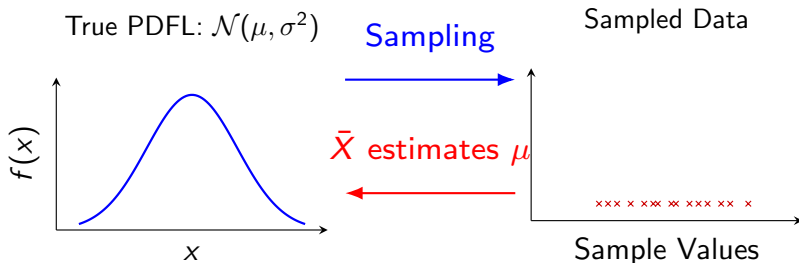 True PDFL: 𝒩(μ, σ²)
Sampling
Sampled Data
f(x)
x
X̄ estimates μ
Sample Values